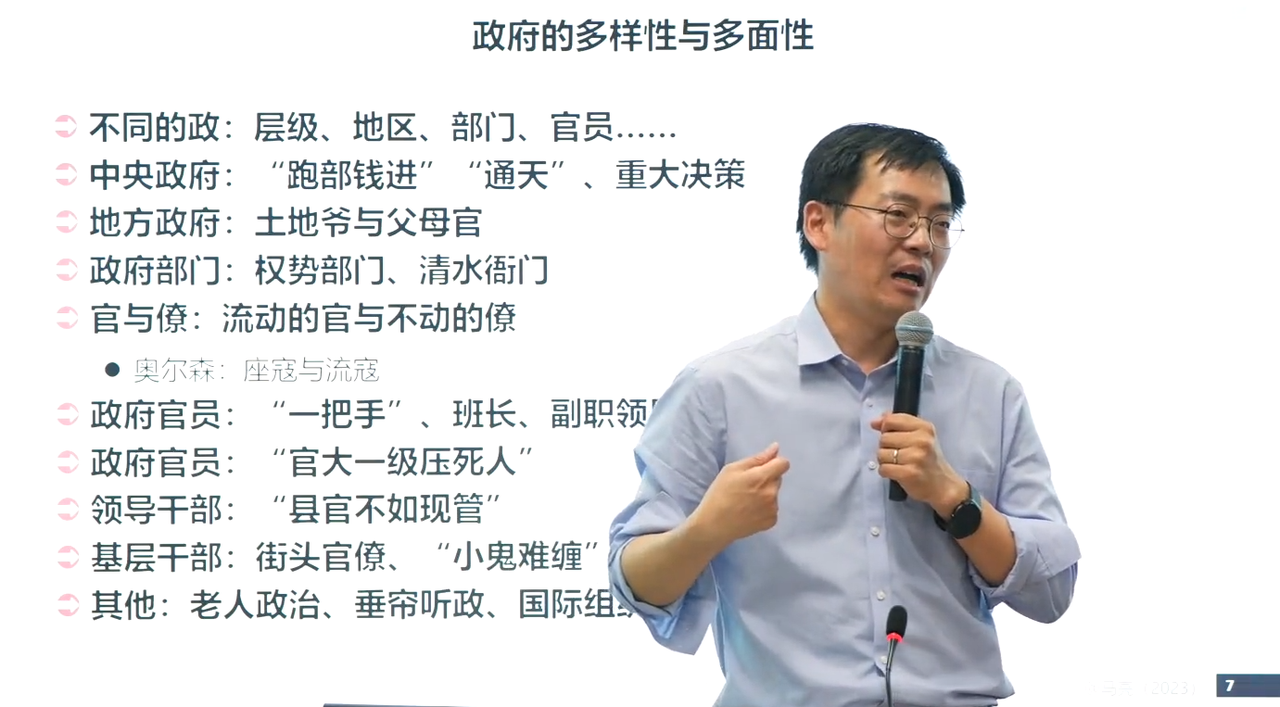 政府的多样性与多面性
不同的政：层级、地区、部门、官员……
中央政府：“跑部钱进”“通天”、重大决策
地方政府：土地爷与父母官
政府部门：权势部门、清水衙门
官与僚：流动的官与不动的僚
奥尔森：座寇与流寇
政府官员：“一把手”、班长、副职领
政府官员：“官大一级压死人”
领导干部：“县官不如现管”
基层干部：街头官僚、“小鬼难缠”
其他：老人政治、垂帘听政、国际组
马亮（2023）
7